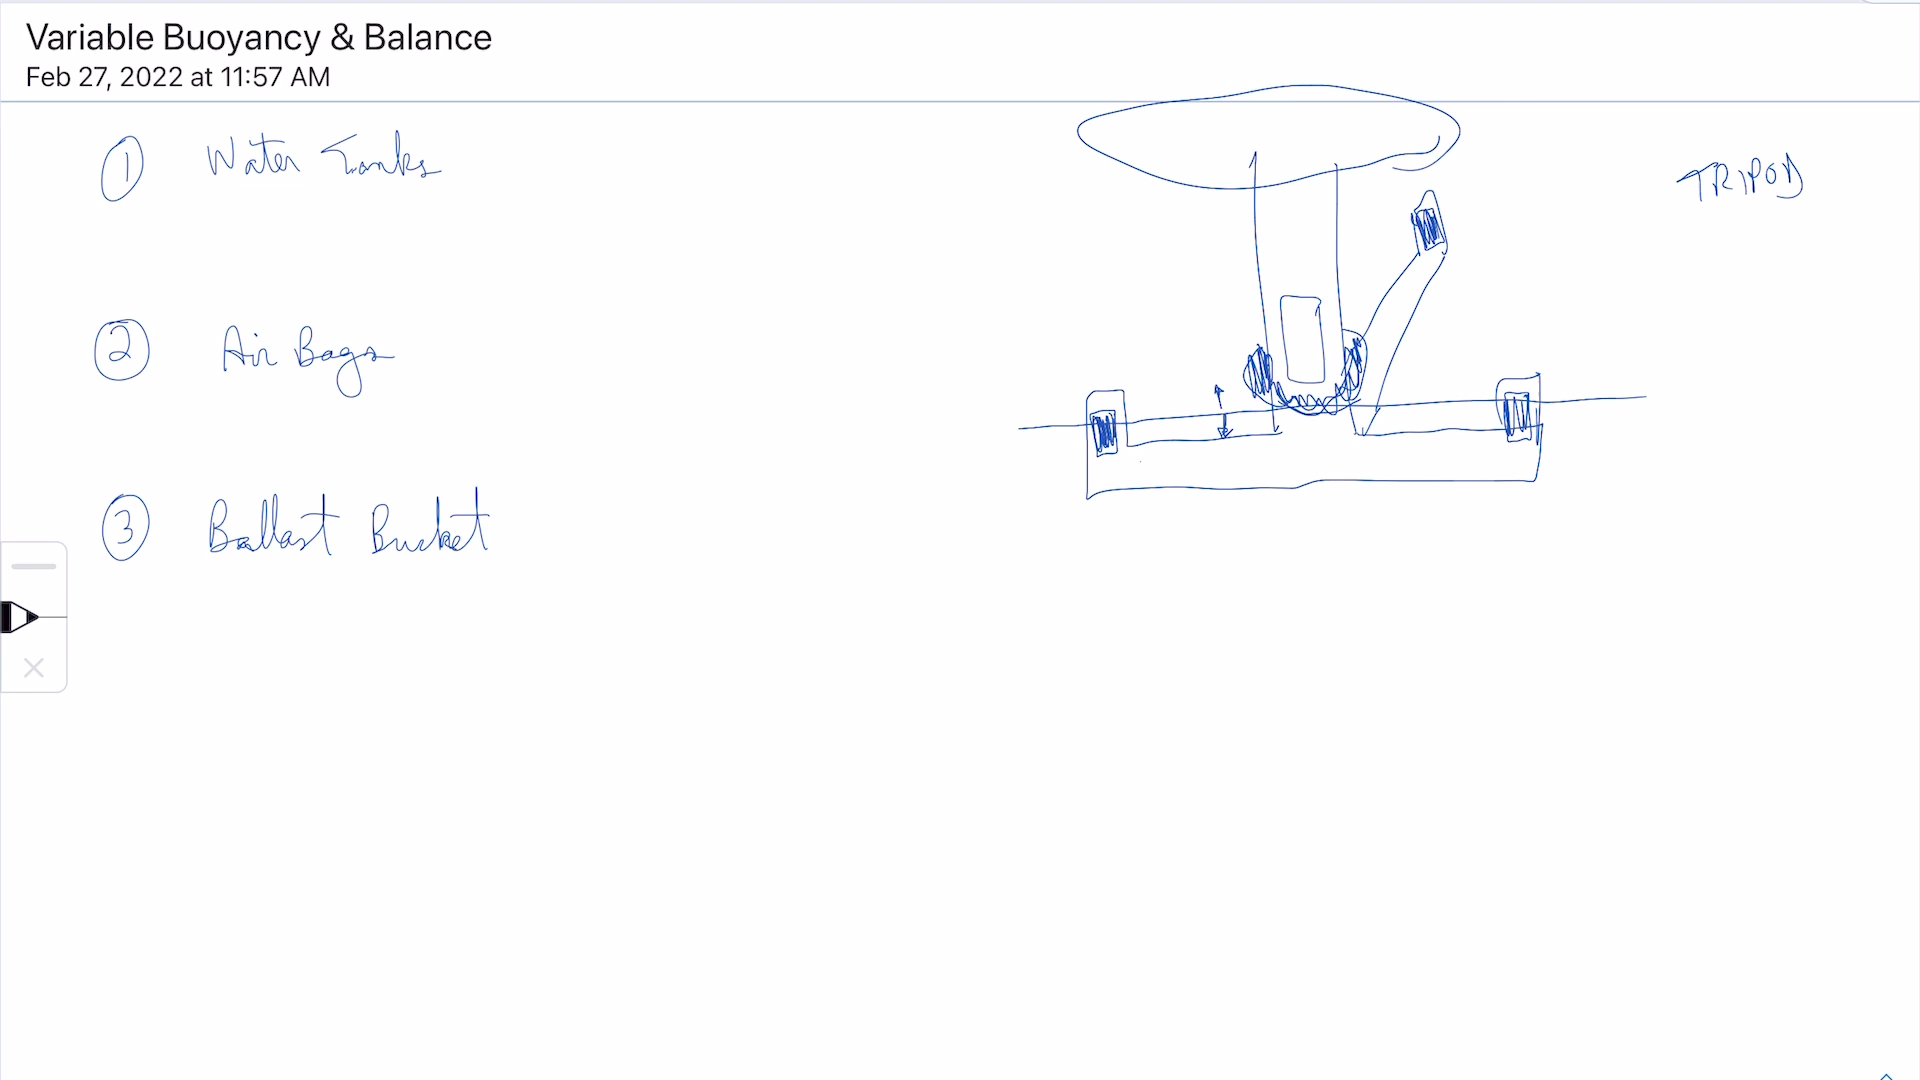 Variable Buoyancy & Balance
Feb 27, 2022 at 11:57 AM
1 Water Tanks
TRIPOD
2 Air Bags
3 Ballast Bucket